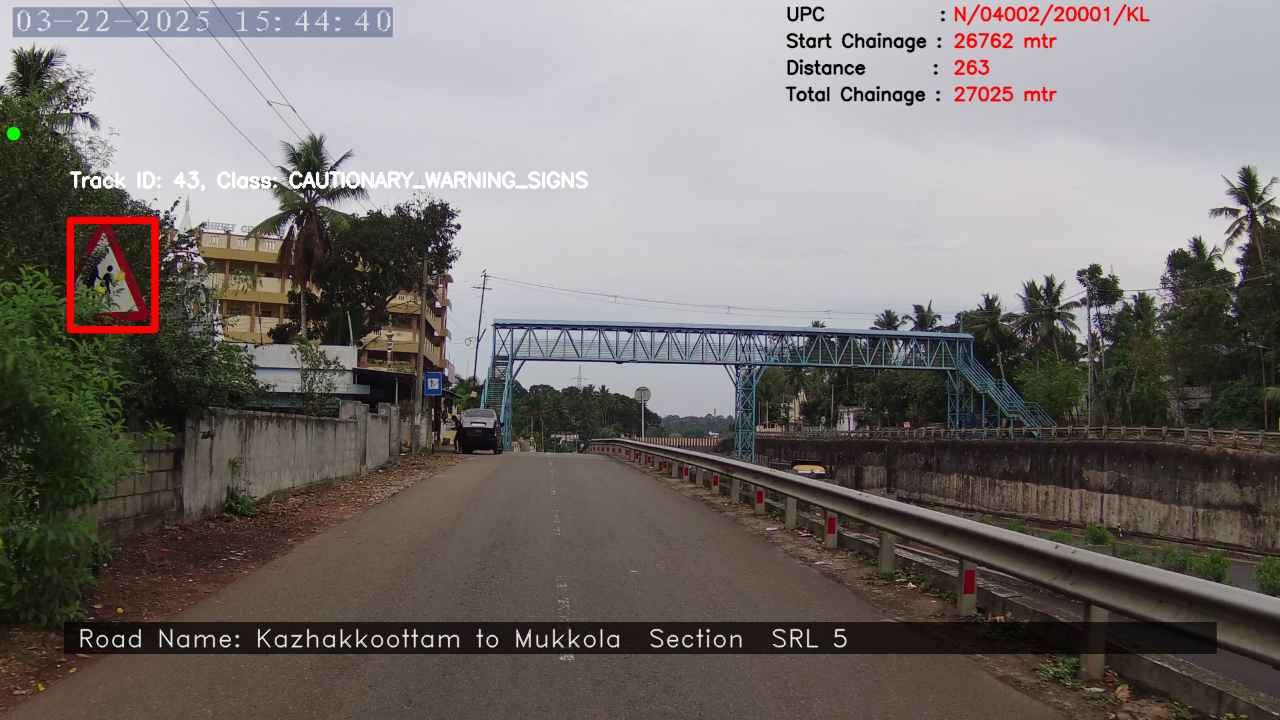 03-22-2025 15:44:40
UPC : N/04002/20001/KL
Start Chainage : 26762 mtr
Distance : 263
Total Chainage : 27025 mtr
Track ID: 43, Class: CAUTIONARY_WARNING_SIGNS
Road Name: Kazhakkoottam to Mukkola Section SRL 5